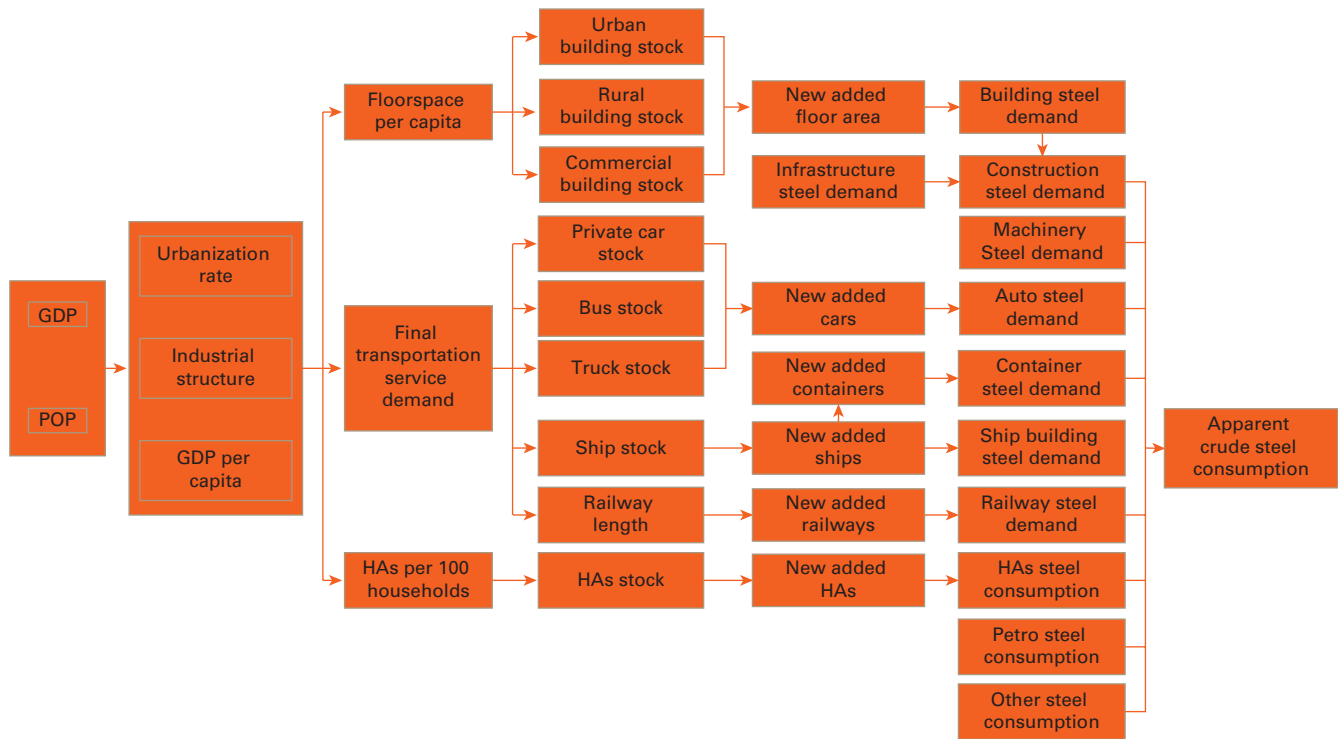 GDP
POP
Urbanization
rate
Industrial
structure
GDP per
capita
Floorspace
per capita
Final
transportation
service
demand
HAs per 100
households
Urban
building stock
Rural
building stock
Commercial
building stock
Private car
stock
Bus stock
Truck stock
Ship stock
Railway
length
HAs stock
New added
floor area
Infrastructure
steel demand
New added
cars
New added
containers
New added
ships
New added
railways
New added
HAs
Building steel
demand
Construction
steel demand
Machinery
Steel demand
Auto steel
demand
Container
steel demand
Ship building
steel demand
Railway steel
demand
HAs steel
consumption
Petro steel
consumption
Other steel
consumption
Apparent
crude steel
consumption